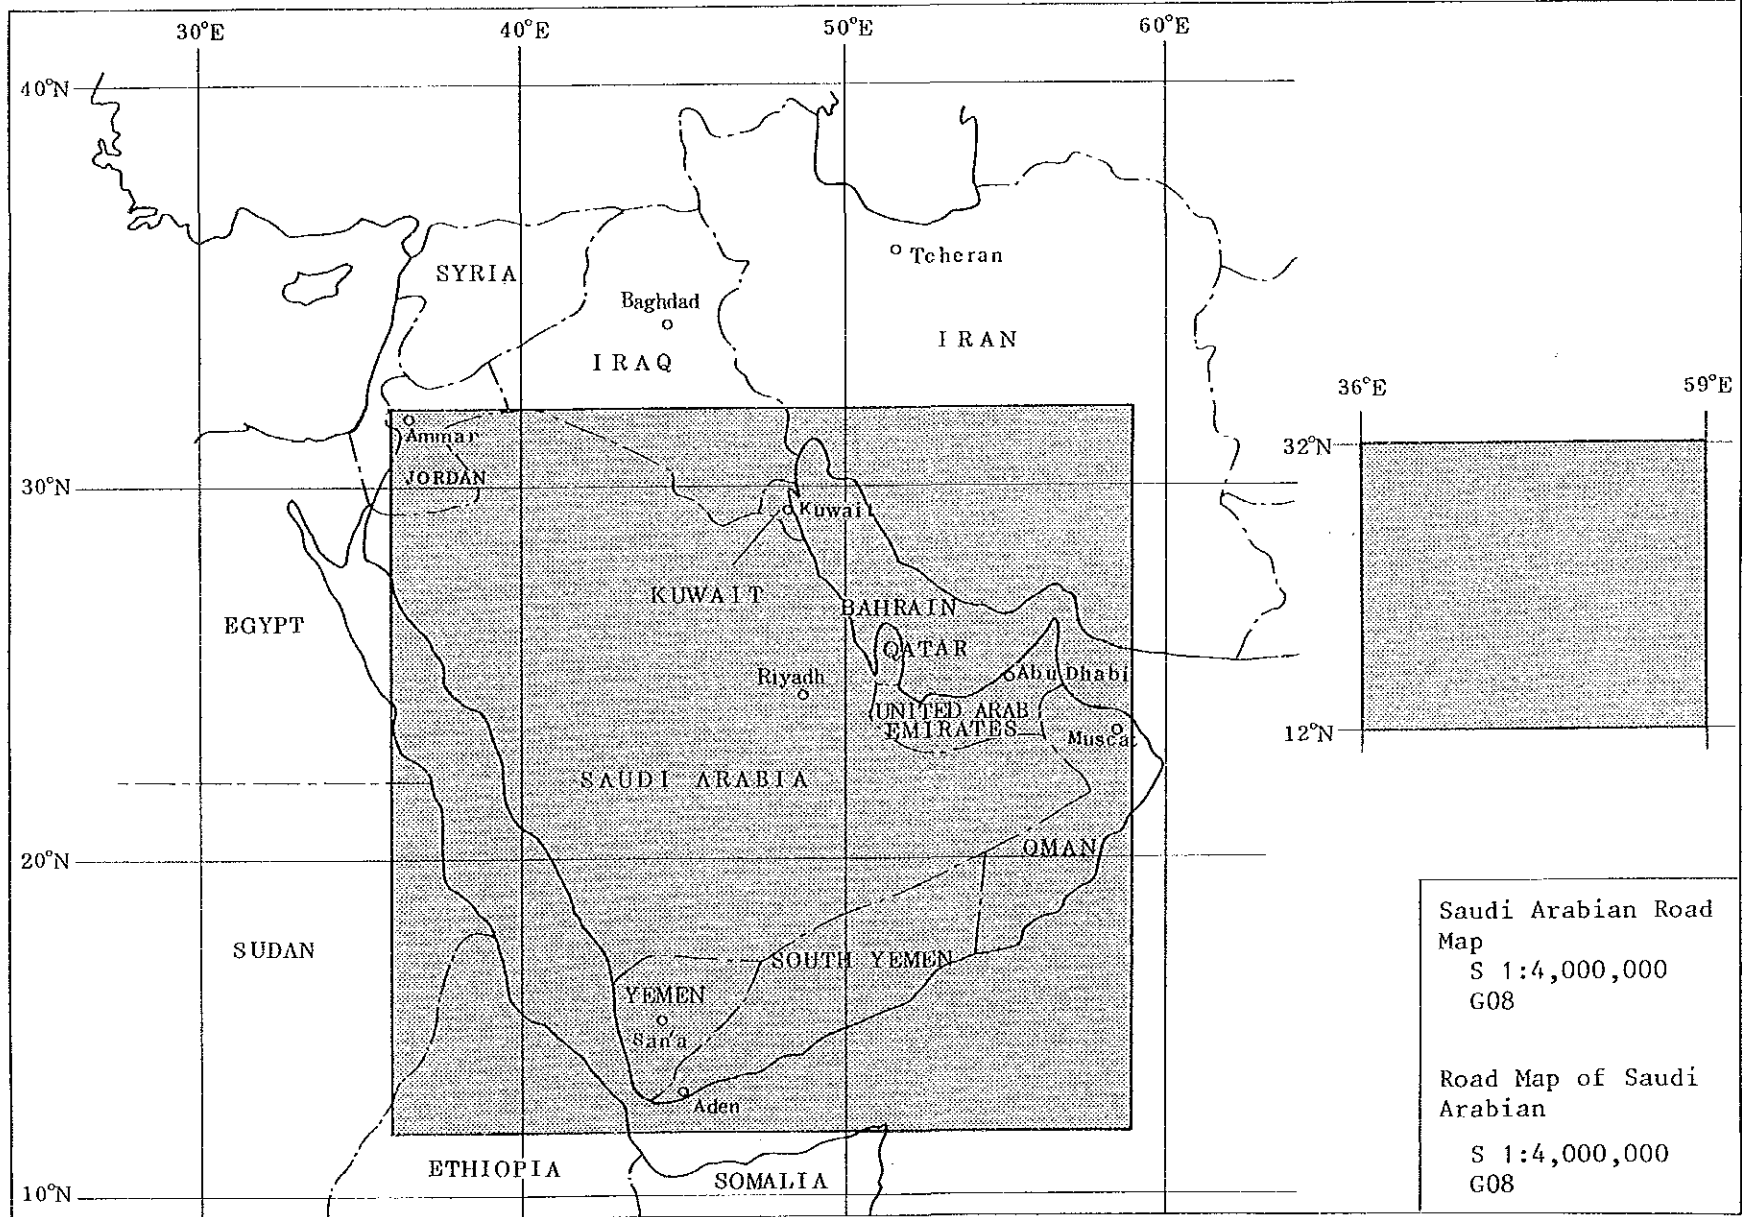 30°E 40°E 50°E 60°E
40°N
SYRIA
Tcheran
Baghdad
IRAN
IRAQ
36°E 59°E
Ammar
32°N
JORDAN
30°N
Kuwait
KUWAIT
BAHRAIN
EGYPT
QATAR
Riyadh
Abu Dhabi
UNITED ARAB
EMIRATES
Muscat
12°N
SAUDI ARABIA
OMAN
20°N
SUDAN
SOUTH YEMEN
YEMEN
San'a
Aden
ETHIOPIA
SOMALIA
10°N
Saudi Arabian Road
Map
S 1:4,000,000
G08
Road Map of Saudi
Arabian
S 1:4,000,000
G08